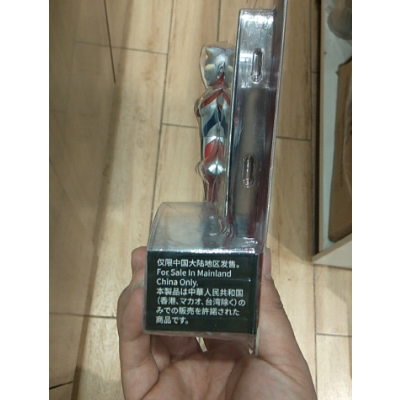 仅限中国大陆地区发售。
For Sale In Mainland
China Only.
本製品は中華人民共和国
（香港、マカオ、台湾除く）の
みでの販売を許諾された
商品です。